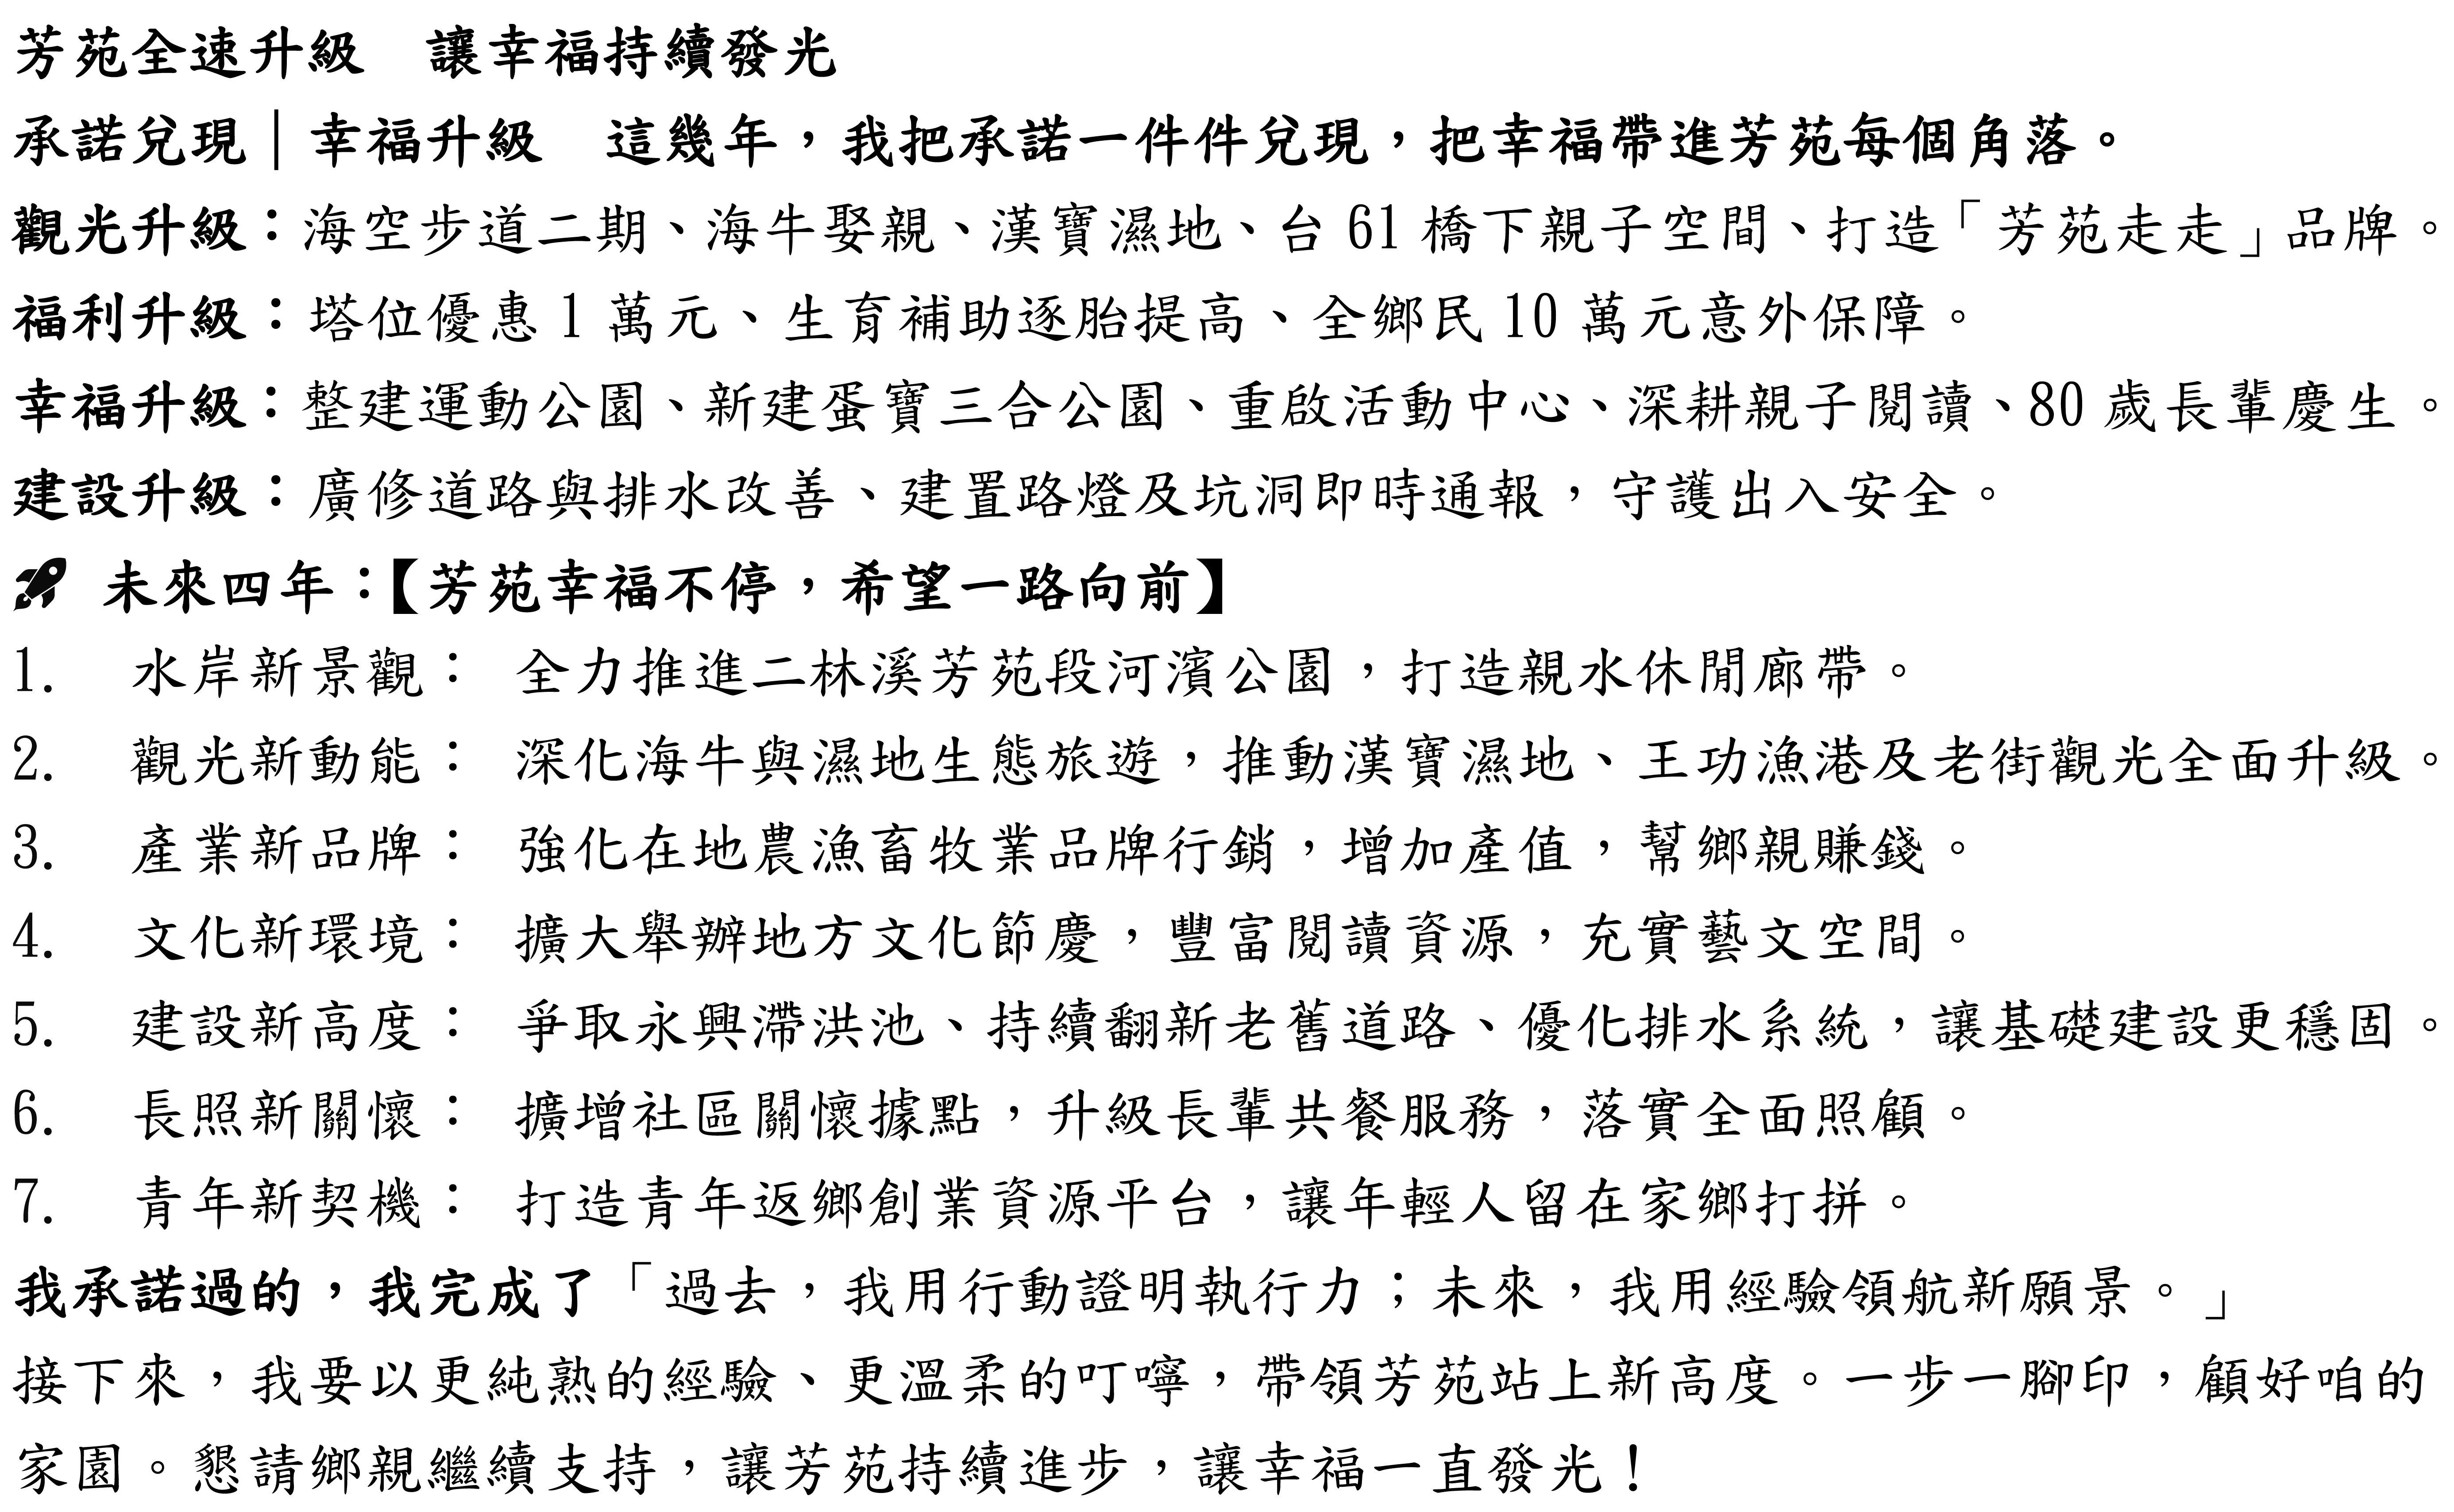 芳苑全速升級　讓幸福持續發光
承諾兌現｜幸福升級　這幾年，我把承諾一件件兌現，把幸福帶進芳苑每個角落。
觀光升級：海空步道二期、海牛娶親、漢寶濕地、台 61 橋下親子空間、打造「芳苑走走」品牌。
福利升級：塔位優惠 1 萬元、生育補助逐胎提高、全鄉民 10 萬元意外保障。
幸福升級：整建運動公園、新建蛋寶三合公園、重啟活動中心、深耕親子閱讀、80 歲長輩慶生。
建設升級：廣修道路與排水改善、建置路燈及坑洞即時通報，守護出入安全。
🚀 未來四年：【芳苑幸福不停，希望一路向前】
1.　水岸新景觀： 全力推進二林溪芳苑段河濱公園，打造親水休閒廊帶。
2.　觀光新動能： 深化海牛與濕地生態旅遊，推動漢寶濕地、王功漁港及老街觀光全面升級。
3.　產業新品牌： 強化在地農漁畜牧業品牌行銷，增加產值，幫鄉親賺錢。
4.　文化新環境： 擴大舉辦地方文化節慶，豐富閱讀資源，充實藝文空間。
5.　建設新高度： 爭取永興滯洪池、持續翻新老舊道路、優化排水系統，讓基礎建設更穩固。
6.　長照新關懷： 擴增社區關懷據點，升級長輩共餐服務，落實全面照顧。
7.　青年新契機： 打造青年返鄉創業資源平台，讓年輕人留在家鄉打拼。
我承諾過的，我完成了「過去，我用行動證明執行力；未來，我用經驗領航新願景。」
接下來，我要以更純熟的經驗、更溫柔的叮嚀，帶領芳苑站上新高度。一步一腳印，顧好咱的
家園。懇請鄉親繼續支持，讓芳苑持續進步，讓幸福一直發光！